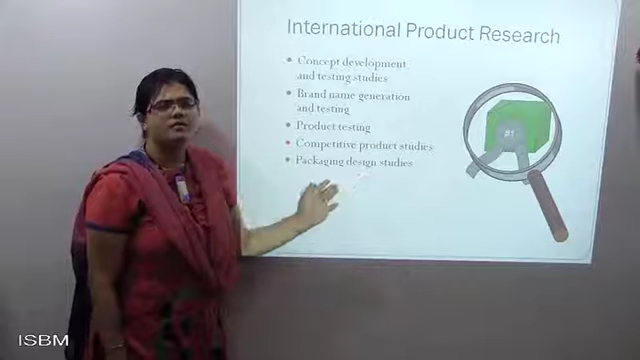 International Product Research
Concept development
and testing studies
Brand name generation
and testing
Product testing
Competitive product studies
Packaging design studies
#1
ISBM